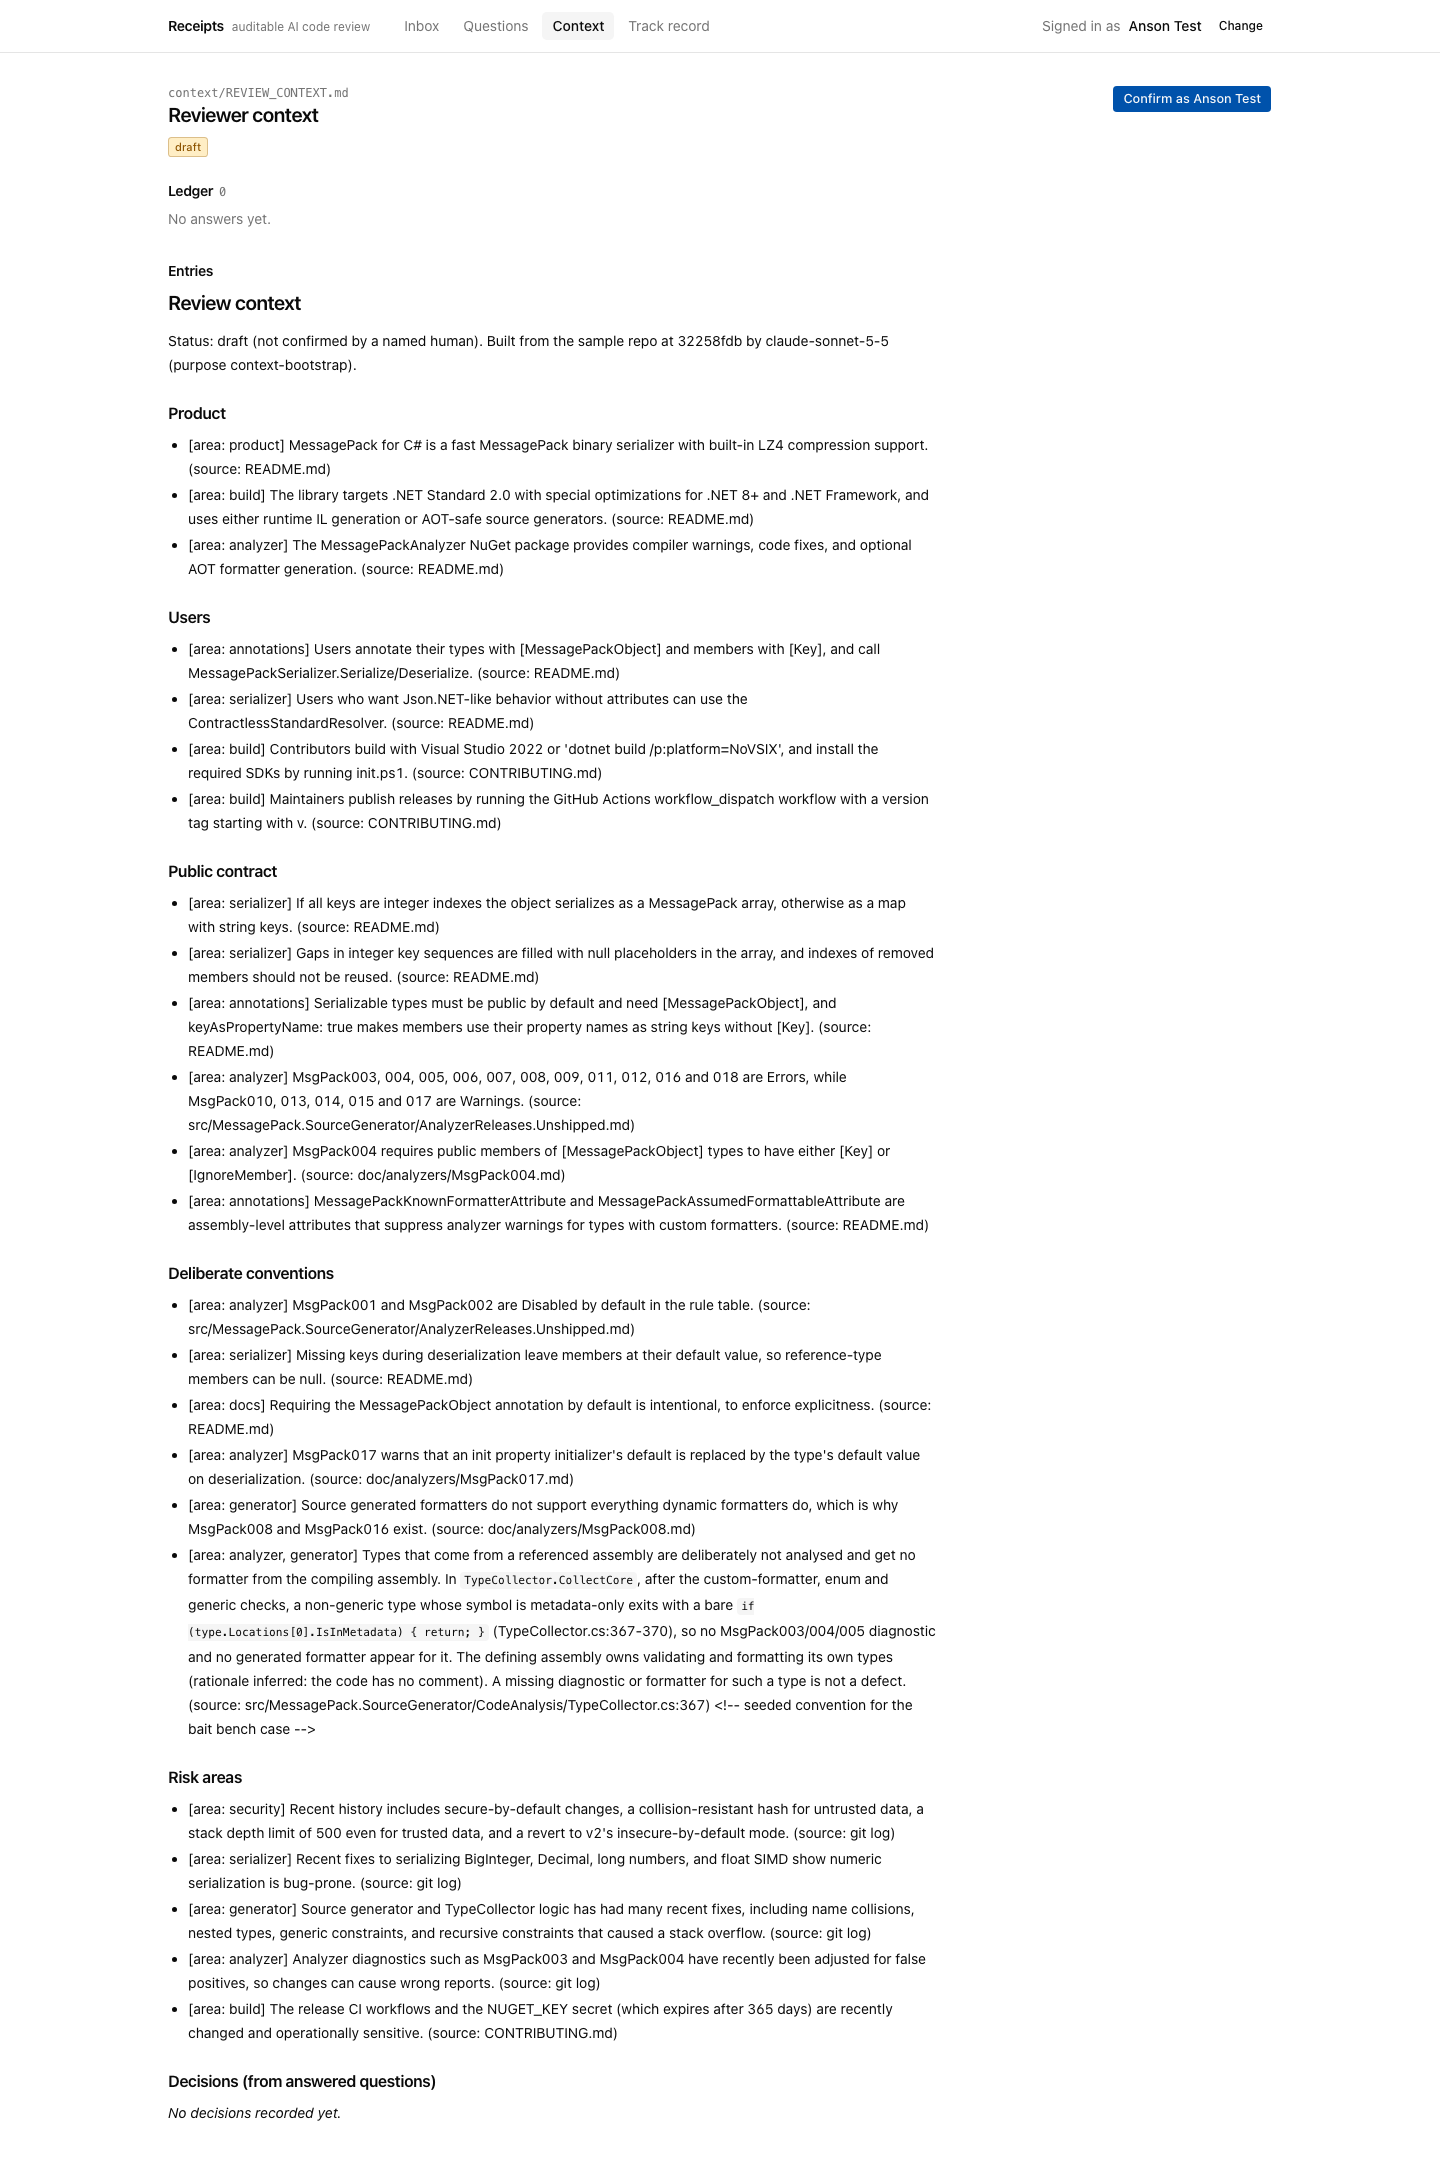 Receipts auditable AI code review Inbox Questions Context Track record Signed in as Anson Test Change
context/REVIEW_CONTEXT.md
Confirm as Anson Test
Reviewer context
draft
Ledger 0
No answers yet.
Entries
Review context
Status: draft (not confirmed by a named human). Built from the sample repo at 32258fdb by claude-sonnet-5-5
(purpose context-bootstrap).
Product
• [area: product] MessagePack for C# is a fast MessagePack binary serializer with built-in LZ4 compression support.
(source: README.md)
• [area: build] The library targets .NET Standard 2.0 with special optimizations for .NET 8+ and .NET Framework, and
uses either runtime IL generation or AOT-safe source generators. (source: README.md)
• [area: analyzer] The MessagePackAnalyzer NuGet package provides compiler warnings, code fixes, and optional
AOT formatter generation. (source: README.md)
Users
• [area: annotations] Users annotate their types with [MessagePackObject] and members with [Key], and call
MessagePackSerializer.Serialize/Deserialize. (source: README.md)
• [area: serializer] Users who want Json.NET-like behavior without attributes can use the
ContractlessStandardResolver. (source: README.md)
• [area: build] Contributors build with Visual Studio 2022 or 'dotnet build /p:platform=NoVSIX', and install the
required SDKs by running init.ps1. (source: CONTRIBUTING.md)
• [area: build] Maintainers publish releases by running the GitHub Actions workflow_dispatch workflow with a version
tag starting with v. (source: CONTRIBUTING.md)
Public contract
• [area: serializer] If all keys are integer indexes the object serializes as a MessagePack array, otherwise as a map
with string keys. (source: README.md)
• [area: serializer] Gaps in integer key sequences are filled with null placeholders in the array, and indexes of removed
members should not be reused. (source: README.md)
• [area: annotations] Serializable types must be public by default and need [MessagePackObject], and
keyAsPropertyName: true makes members use their property names as string keys without [Key]. (source:
README.md)
• [area: analyzer] MsgPack003, 004, 005, 006, 007, 008, 009, 011, 012, 016 and 018 are Errors, while
MsgPack010, 013, 014, 015 and 017 are Warnings. (source:
src/MessagePack.SourceGenerator/AnalyzerReleases.Unshipped.md)
• [area: analyzer] MsgPack004 requires public members of [MessagePackObject] types to have either [Key] or
[IgnoreMember]. (source: doc/analyzers/MsgPack004.md)
• [area: annotations] MessagePackKnownFormatterAttribute and MessagePackAssumedFormattableAttribute are
assembly-level attributes that suppress analyzer warnings for types with custom formatters. (source: README.md)
Deliberate conventions
• [area: analyzer] MsgPack001 and MsgPack002 are Disabled by default in the rule table. (source:
src/MessagePack.SourceGenerator/AnalyzerReleases.Unshipped.md)
• [area: serializer] Missing keys during deserialization leave members at their default value, so reference-type
members can be null. (source: README.md)
• [area: docs] Requiring the MessagePackObject annotation by default is intentional, to enforce explicitness. (source:
README.md)
• [area: analyzer] MsgPack017 warns that an init property initializer's default is replaced by the type's default value
on deserialization. (source: doc/analyzers/MsgPack017.md)
• [area: generator] Source generated formatters do not support everything dynamic formatters do, which is why
MsgPack008 and MsgPack016 exist. (source: doc/analyzers/MsgPack008.md)
• [area: analyzer, generator] Types that come from a referenced assembly are deliberately not analysed and get no
formatter from the compiling assembly. In TypeCollector.CollectCore, after the custom-formatter, enum and
generic checks, a non-generic type whose symbol is metadata-only exits with a bare if
(type.Locations[0].IsInMetadata) { return; } (TypeCollector.cs:367-370), so no MsgPack003/004/005 diagnostic
and no generated formatter appear for it. The defining assembly owns validating and formatting its own types
(rationale inferred: the code has no comment). A missing diagnostic or formatter for such a type is not a defect.
(source: src/MessagePack.SourceGenerator/CodeAnalysis/TypeCollector.cs:367) <!-- seeded convention for the
bait bench case -->
Risk areas
• [area: security] Recent history includes secure-by-default changes, a collision-resistant hash for untrusted data, a
stack depth limit of 500 even for trusted data, and a revert to v2's insecure-by-default mode. (source: git log)
• [area: serializer] Recent fixes to serializing BigInteger, Decimal, long numbers, and float SIMD show numeric
serialization is bug-prone. (source: git log)
• [area: generator] Source generator and TypeCollector logic has had many recent fixes, including name collisions,
nested types, generic constraints, and recursive constraints that caused a stack overflow. (source: git log)
• [area: analyzer] Analyzer diagnostics such as MsgPack003 and MsgPack004 have recently been adjusted for false
positives, so changes can cause wrong reports. (source: git log)
• [area: build] The release CI workflows and the NUGET_KEY secret (which expires after 365 days) are recently
changed and operationally sensitive. (source: CONTRIBUTING.md)
Decisions (from answered questions)
No decisions recorded yet.